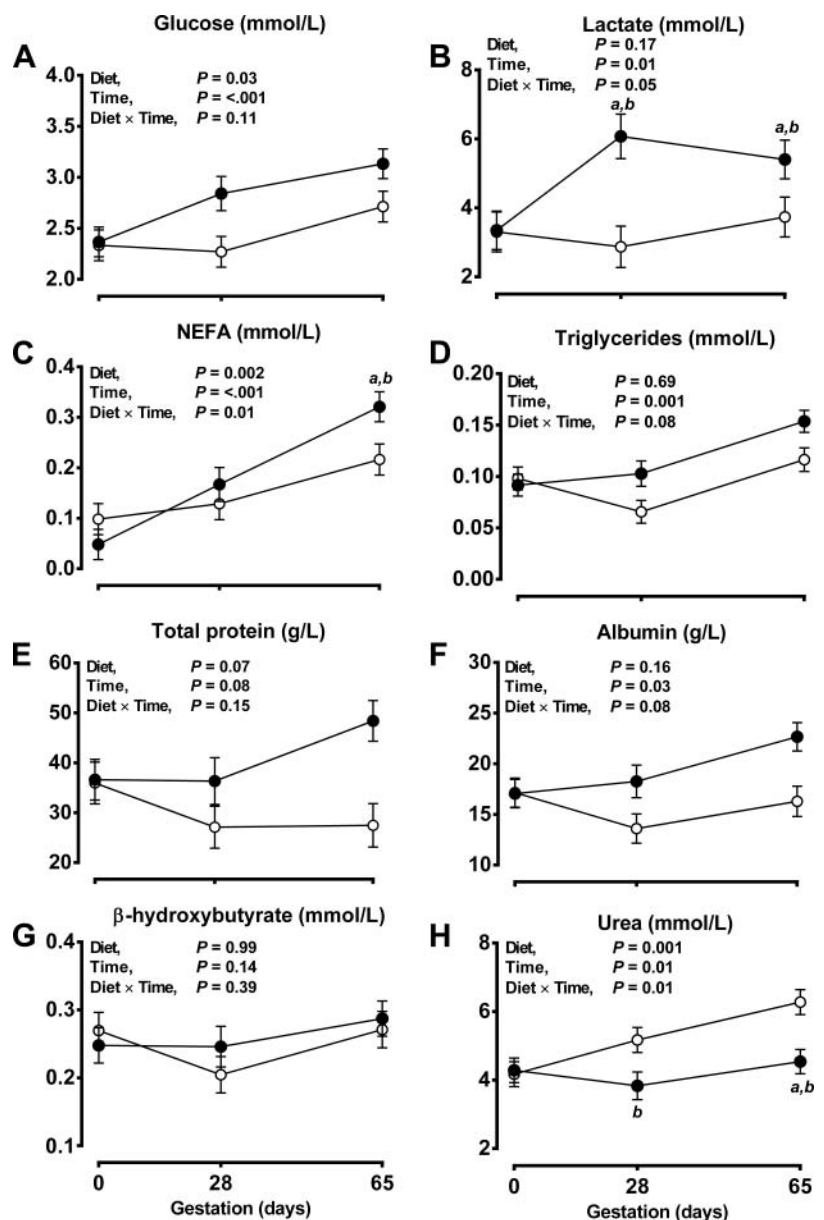 Glucose (mmol/L)
A
Diet, P = 0.03
Time, P = <.001
Diet × Time, P = 0.11
4.0
3.5
3.0
2.5
2.0
Lactate (mmol/L)
B
Diet, P = 0.17
Time, P = 0.01
Diet × Time, P = 0.05
8
6
4
2
a,b
a,b
NEFA (mmol/L)
C
Diet, P = 0.002
Time, P = <.001
Diet × Time, P = 0.01
0.4
0.3
0.2
0.1
0.0
a,b
Triglycerides (mmol/L)
D
Diet, P = 0.69
Time, P = 0.001
Diet × Time, P = 0.08
0.20
0.15
0.10
0.05
0.00
Total protein (g/L)
E
Diet, P = 0.07
Time, P = 0.08
Diet × Time, P = 0.15
60
50
40
30
20
Albumin (g/L)
F
Diet, P = 0.16
Time, P = 0.03
Diet × Time, P = 0.08
30
25
20
15
10
β-hydroxybutyrate (mmol/L)
G
Diet, P = 0.99
Time, P = 0.14
Diet × Time, P = 0.39
0.4
0.3
0.2
0.1
0 28 65
Gestation (days)
Urea (mmol/L)
H
Diet, P = 0.001
Time, P = 0.01
Diet × Time, P = 0.01
8
6
4
2
b
a,b
0 28 65
Gestation (days)